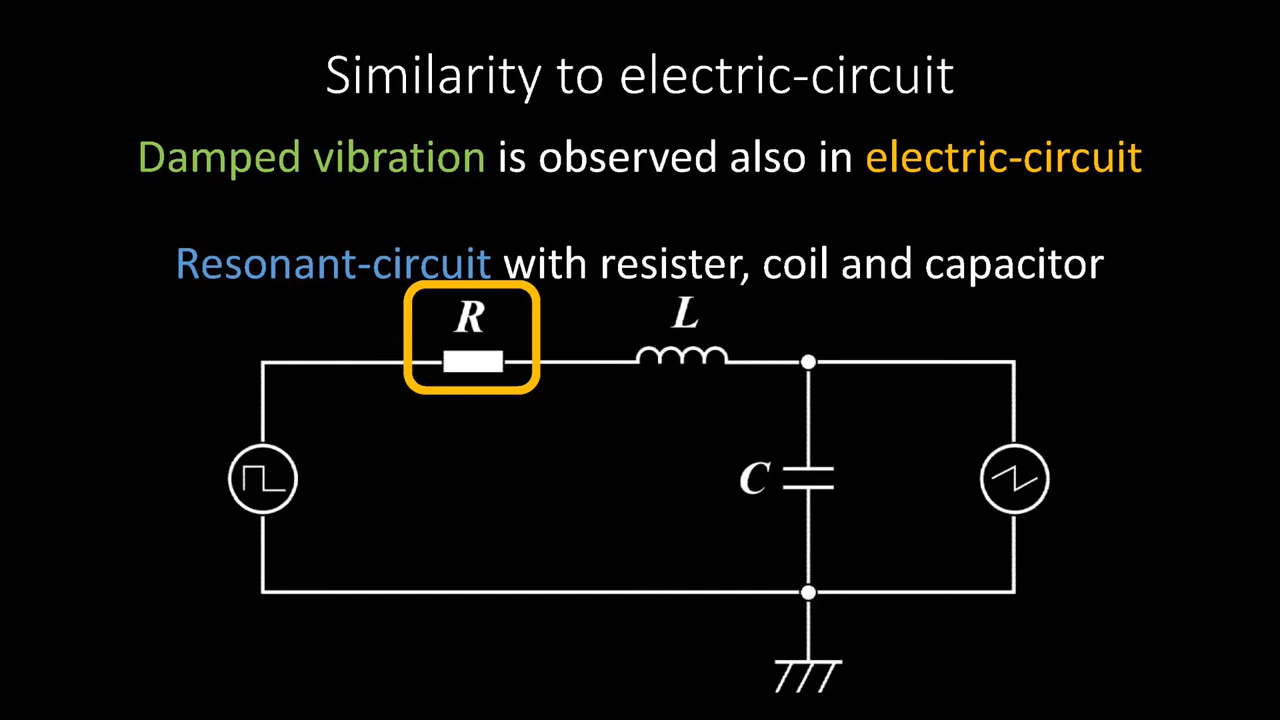 Similarity to electric-circuit
Damped vibration is observed also in electric-circuit
Resonant-circuit with resister, coil and capacitor
R
L
C